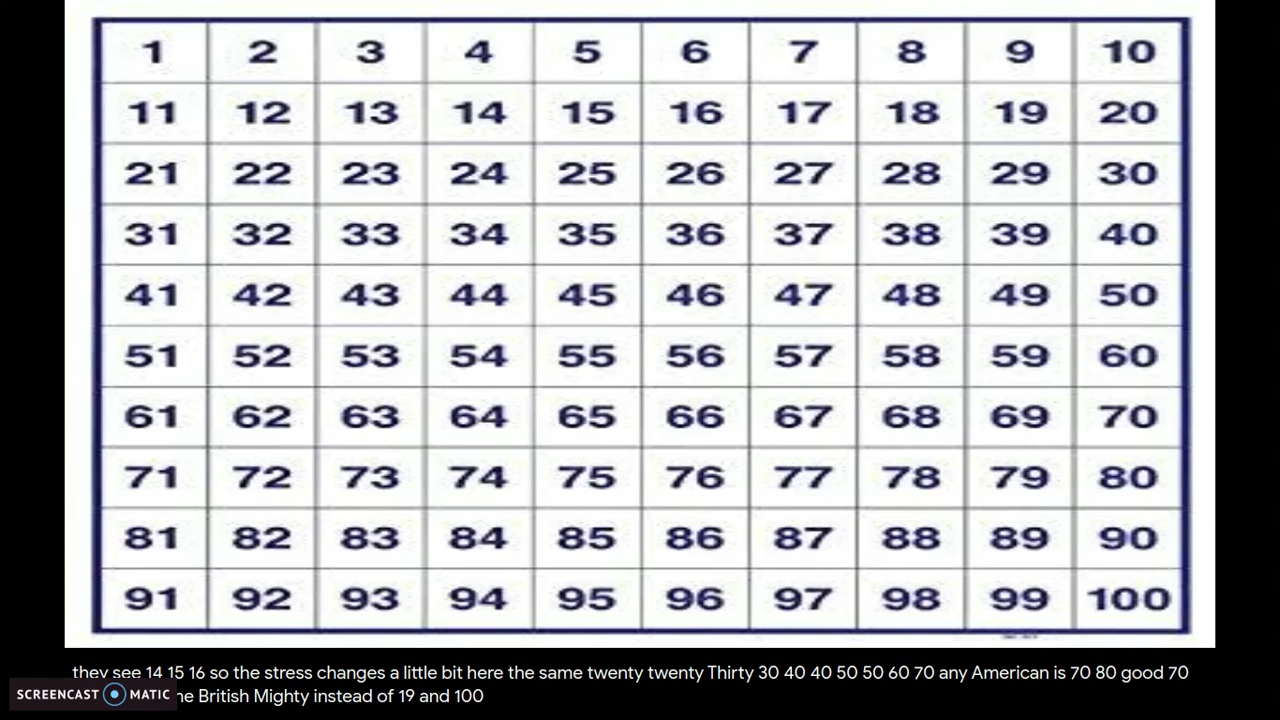 1 2 3 4 5 6 7 8 9 10
11 12 13 14 15 16 17 18 19 20
21 22 23 24 25 26 27 28 29 30
31 32 33 34 35 36 37 38 39 40
41 42 43 44 45 46 47 48 49 50
51 52 53 54 55 56 57 58 59 60
61 62 63 64 65 66 67 68 69 70
71 72 73 74 75 76 77 78 79 80
81 82 83 84 85 86 87 88 89 90
91 92 93 94 95 96 97 98 99 100
they see 14 15 16 so the stress changes a little bit here the same twenty twenty Thirty 30 40 40 50 50 60 70 any American is 70 80 good 70
British Mighty instead of 19 and 100
SCREENCAST MATIC